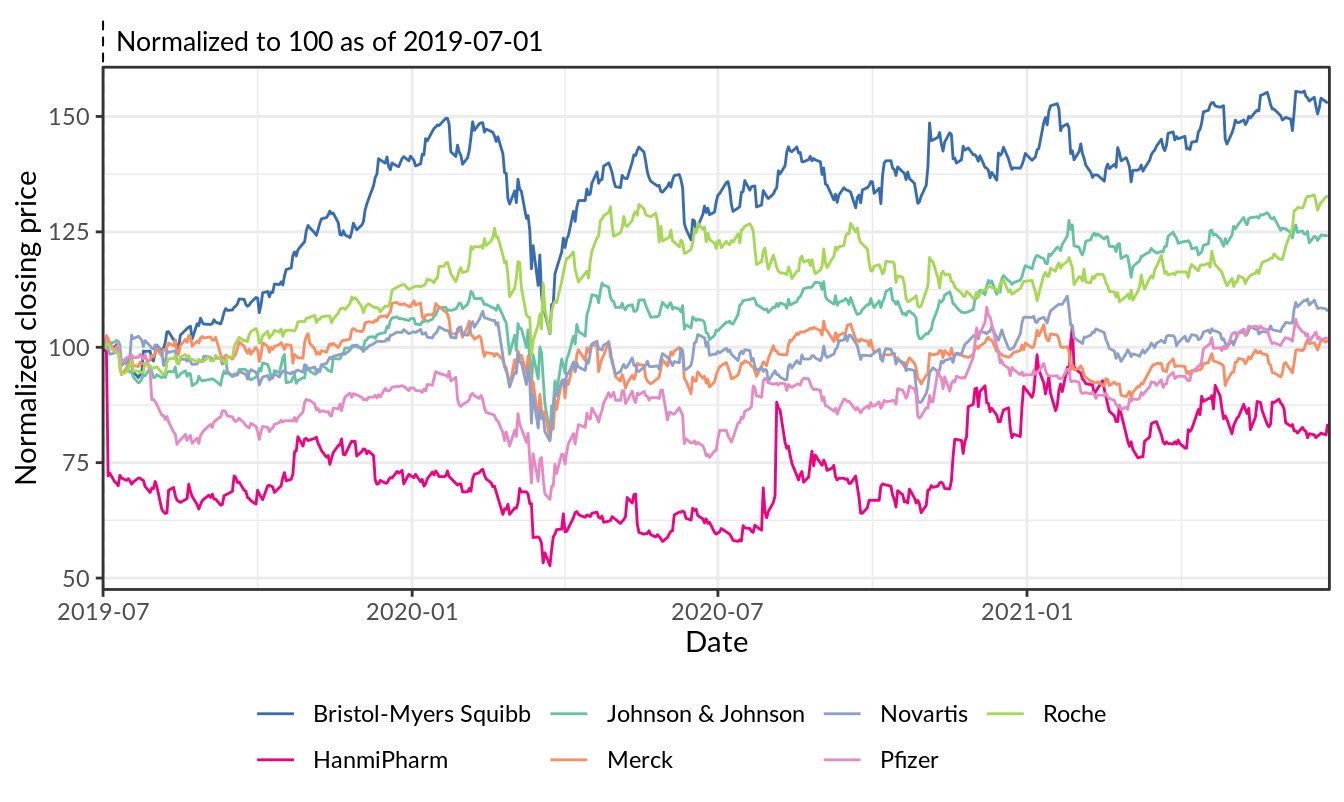 Normalized to 100 as of 2019-07-01
Normalized closing price
150
125
100
75
50
2019-07 2020-01 2020-07 2021-01
Date
Bristol-Myers Squibb Johnson & Johnson Novartis Roche
HanmiPharm Merck Pfizer